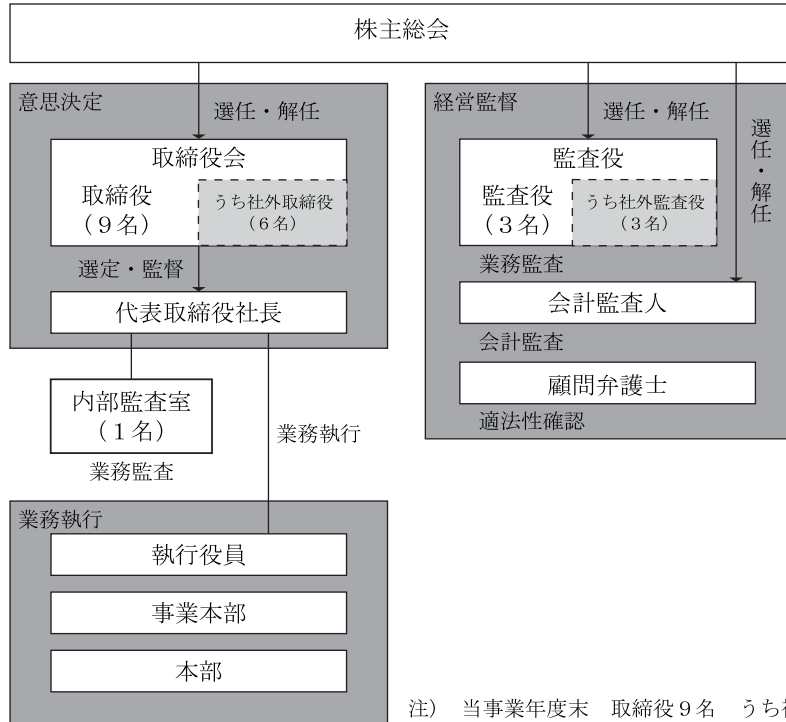 株主総会
意思決定
選任・解任
取締役会
取締役
（９名）
うち社外取締役
（６名）
選定・監督
代表取締役社長
内部監査室
（１名）
業務監査
業務執行
業務執行
執行役員
事業本部
本部
経営監督
選任・解任
選任・解任
監査役
監査役
（３名）
うち社外監査役
（３名）
業務監査
会計監査人
会計監査
顧問弁護士
適法性確認
注）　当事業年度末　取締役９名　うち社